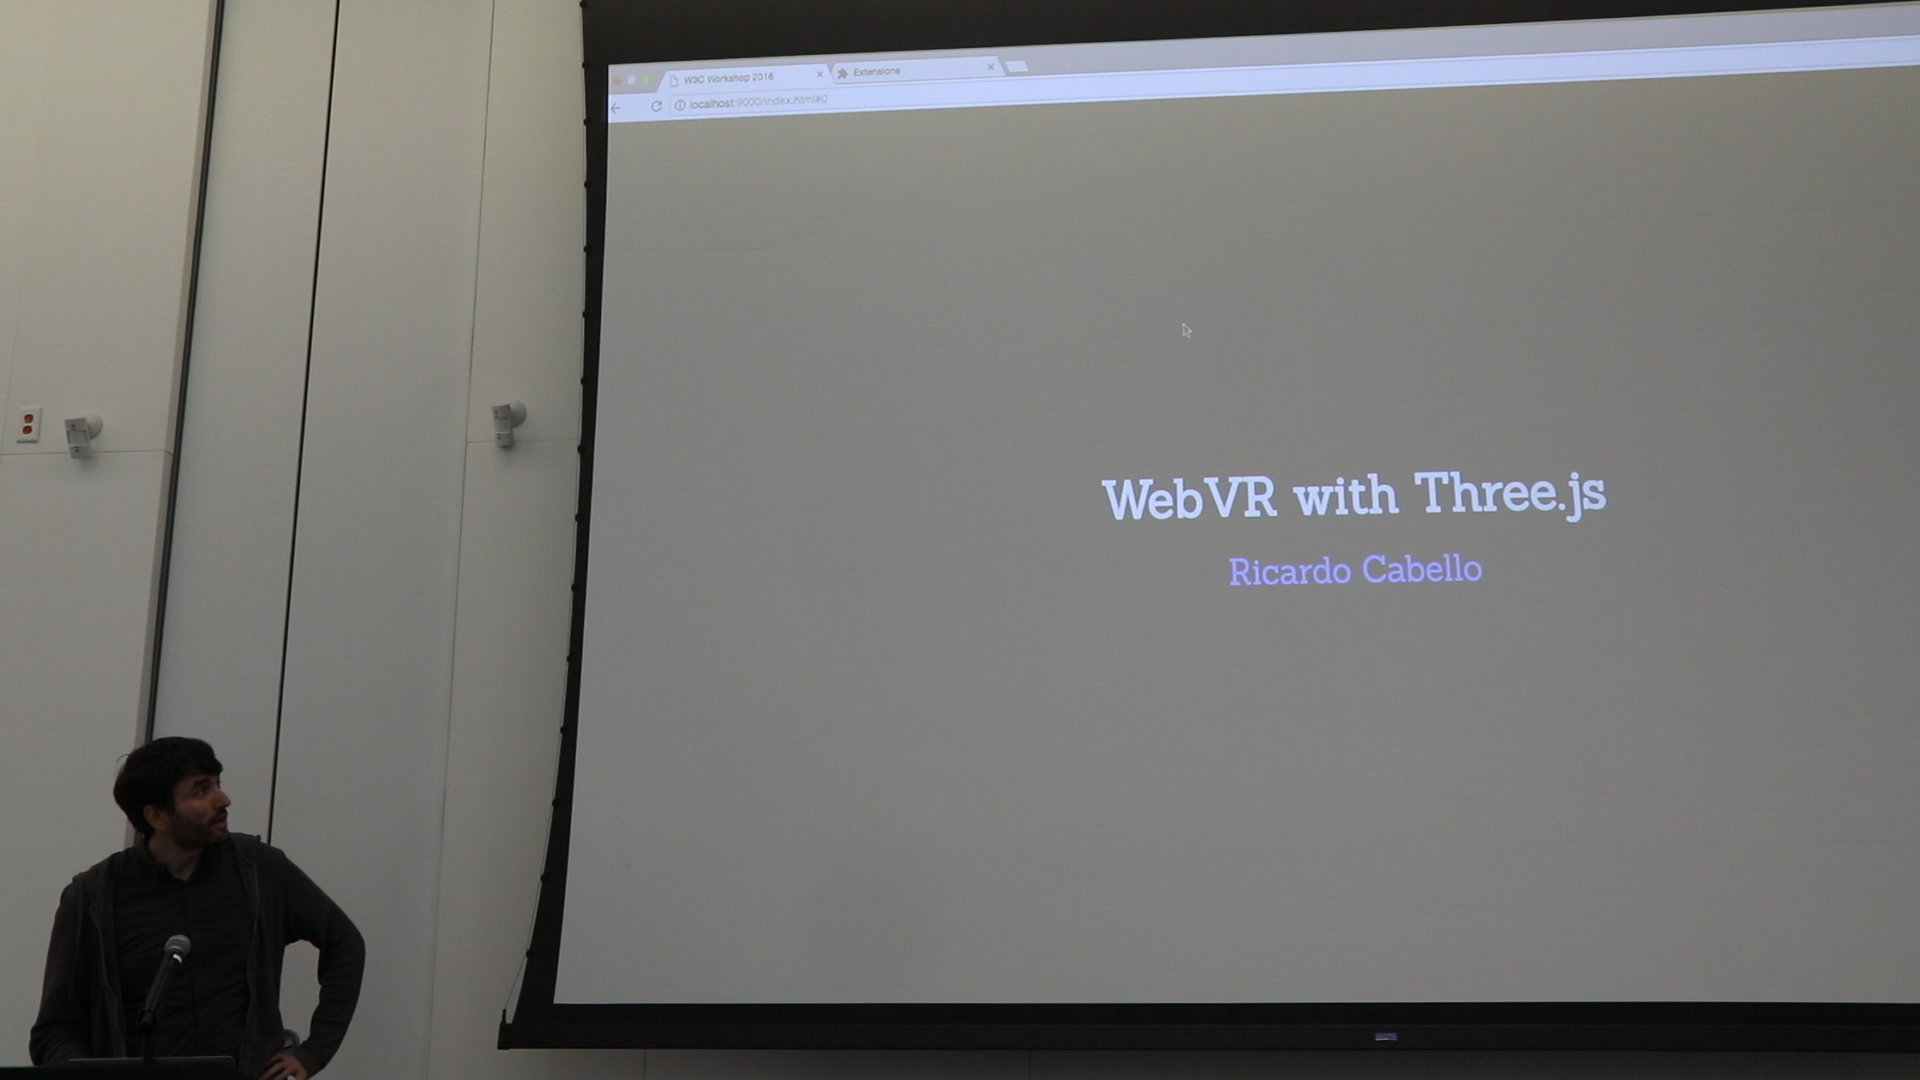 W3C Workshop 2016
Extensions
localhost:9000/index.html#0
WebVR with Three.js
Ricardo Cabello